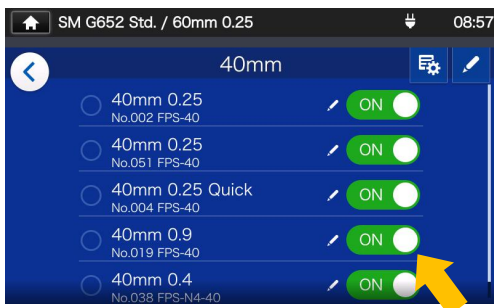 SM G652 Std. / 60mm 0.25 08:57
40mm
40mm 0.25 ON
No.002 FPS-40
40mm 0.25 ON
No.051 FPS-40
40mm 0.25 Quick ON
No.004 FPS-40
40mm 0.9 ON
No.019 FPS-40
40mm 0.4 ON
No.038 FPS-N4-40